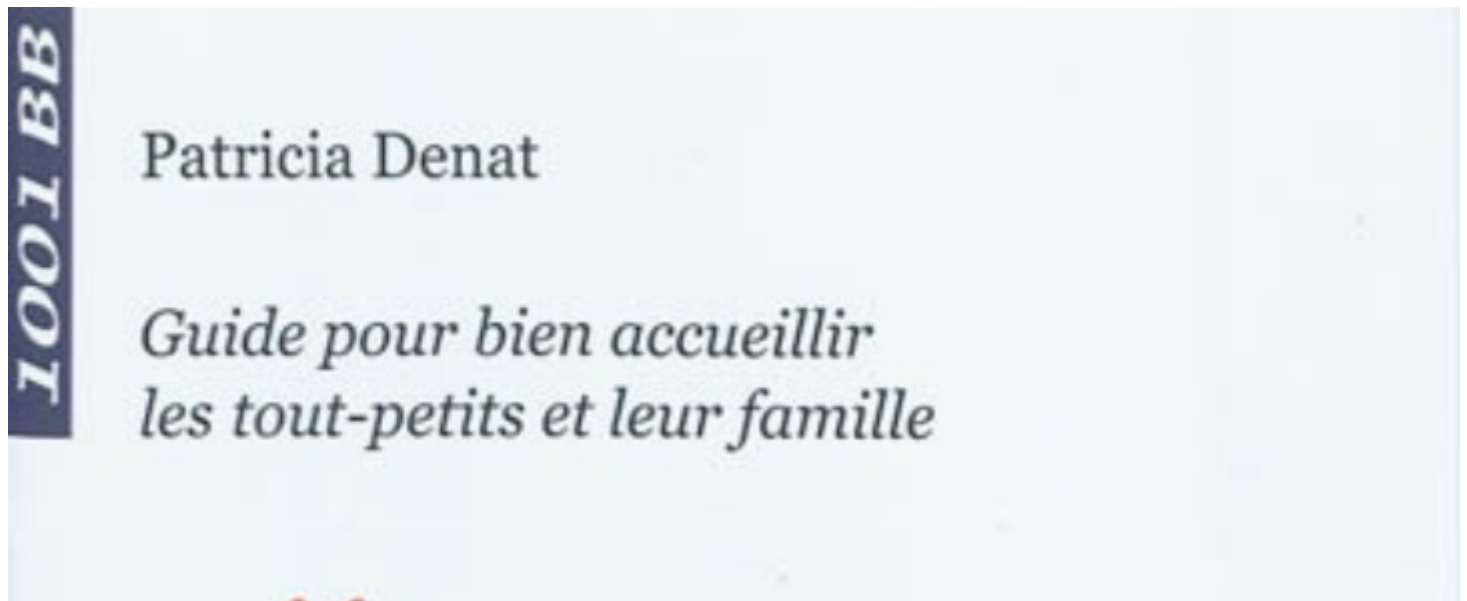 1001 BB
Patricia Denat
Guide pour bien accueillir
les tout-petits et leur famille